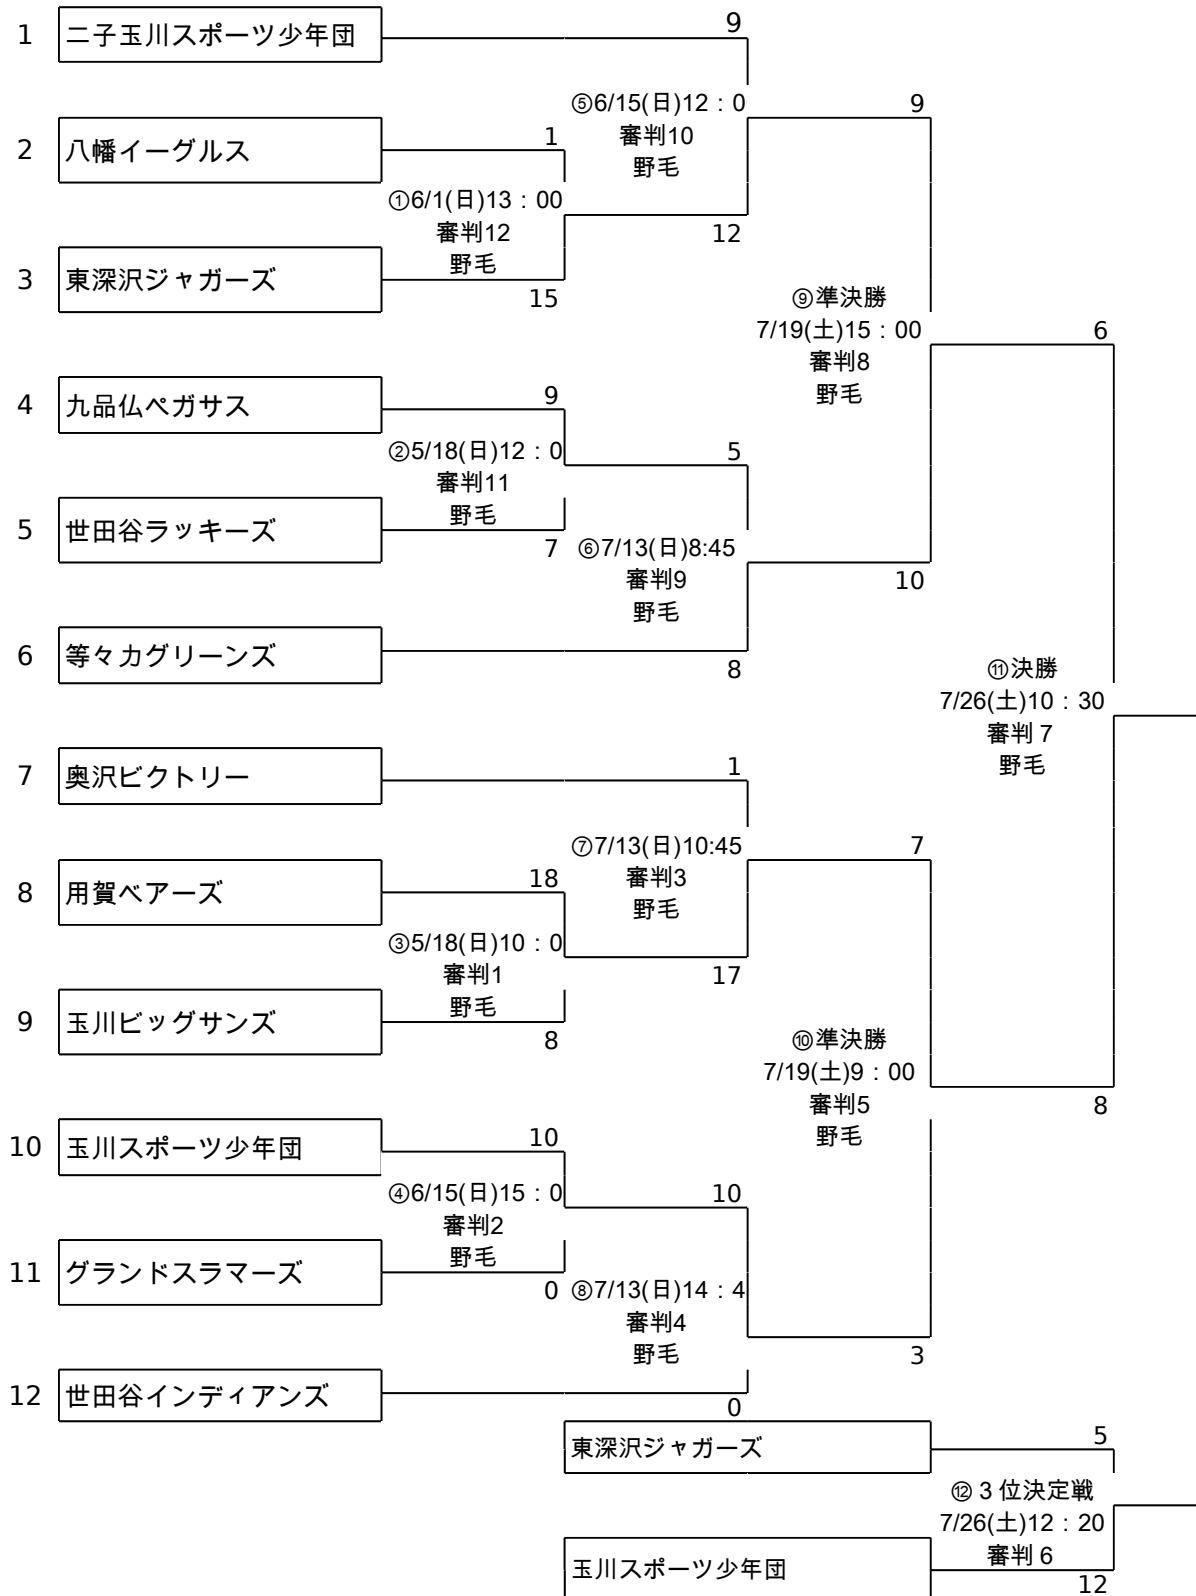 1 二子玉川スポーツ少年団 9
⑤6/15(日)12：0 9
2 八幡イーグルス 1 審判10
野毛
①6/1(日)13：00
審判12 12
3 東深沢ジャガーズ 野毛
15
⑨準決勝
7/19(土)15：00 6
審判8
4 九品仏ペガサス 9 野毛
②5/18(日)12：0 5
審判11
5 世田谷ラッキーズ 野毛
7 ⑥7/13(日)8:45
審判9 10
野毛
6 等々力グリーンズ
8 ⑪決勝
7/26(土)10：30
審判７
7 奥沢ビクトリー 1 野毛
⑦7/13(日)10:45 7
8 用賀ベアーズ 18 審判3
野毛
③5/18(日)10：0
審判1 17
9 玉川ビッグサンズ 野毛
8 ⑩準決勝
7/19(土)9：00
審判5 8
10 玉川スポーツ少年団 10 野毛
④6/15(日)15：0 10
審判2
11 グランドスラマーズ 野毛
0 ⑧7/13(日)14：4
審判4
野毛 3
12 世田谷インディアンズ
0
東深沢ジャガーズ 5
⑫３位決定戦
7/26(土)12：20
玉川スポーツ少年団 審判６
12